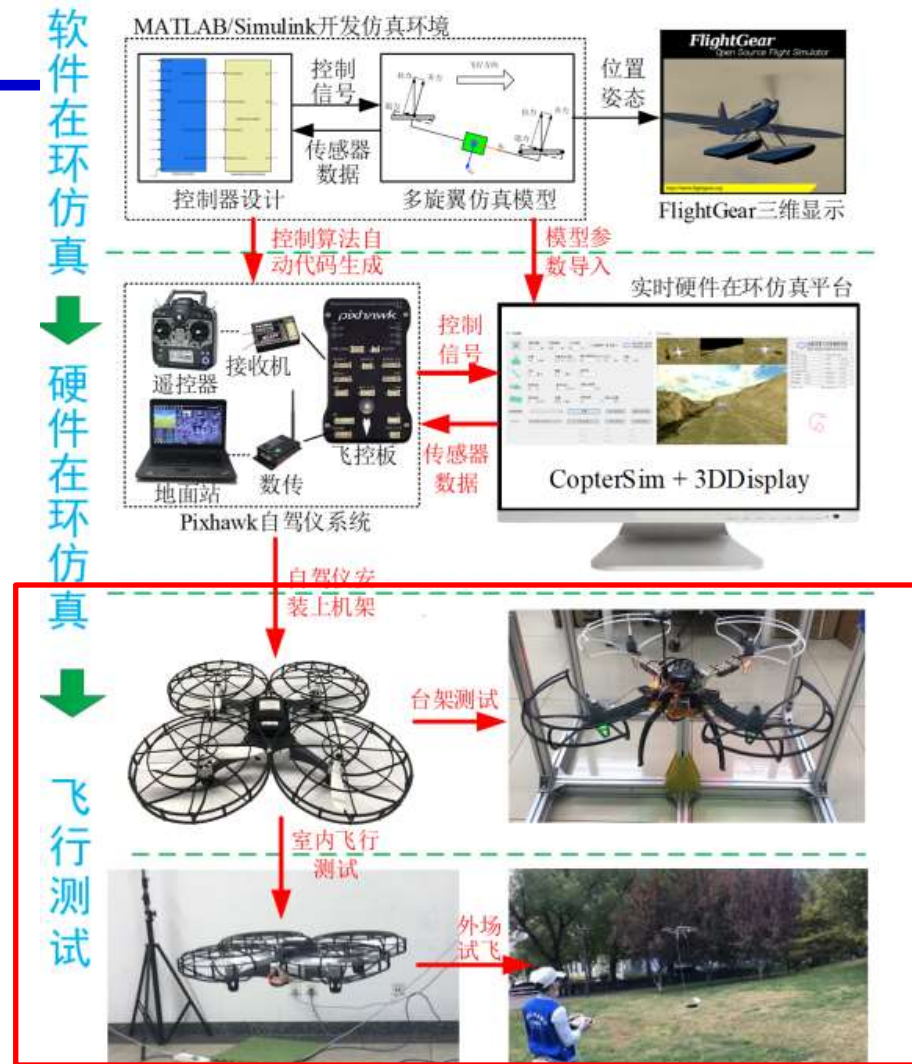 软件在环仿真
硬件在环仿真
飞行测试
MATLAB/Simulink开发仿真环境
控制
信号
传感器
数据
控制器设计
飞行方向
多旋翼仿真模型
位置
姿态
FlightGear
Open Source Flight Simulator
FlightGear三维显示
控制算法自
动代码生成
模型参
数导入
遥控器
接收机
pixhawk
地面站
数传
飞控板
Pixhawk自驾仪系统
控制
信号
传感器
数据
实时硬件在环仿真平台
CopterSim + 3DDisplay
自驾仪安
装上机架
台架测试
室内飞行
测试
外场
试飞